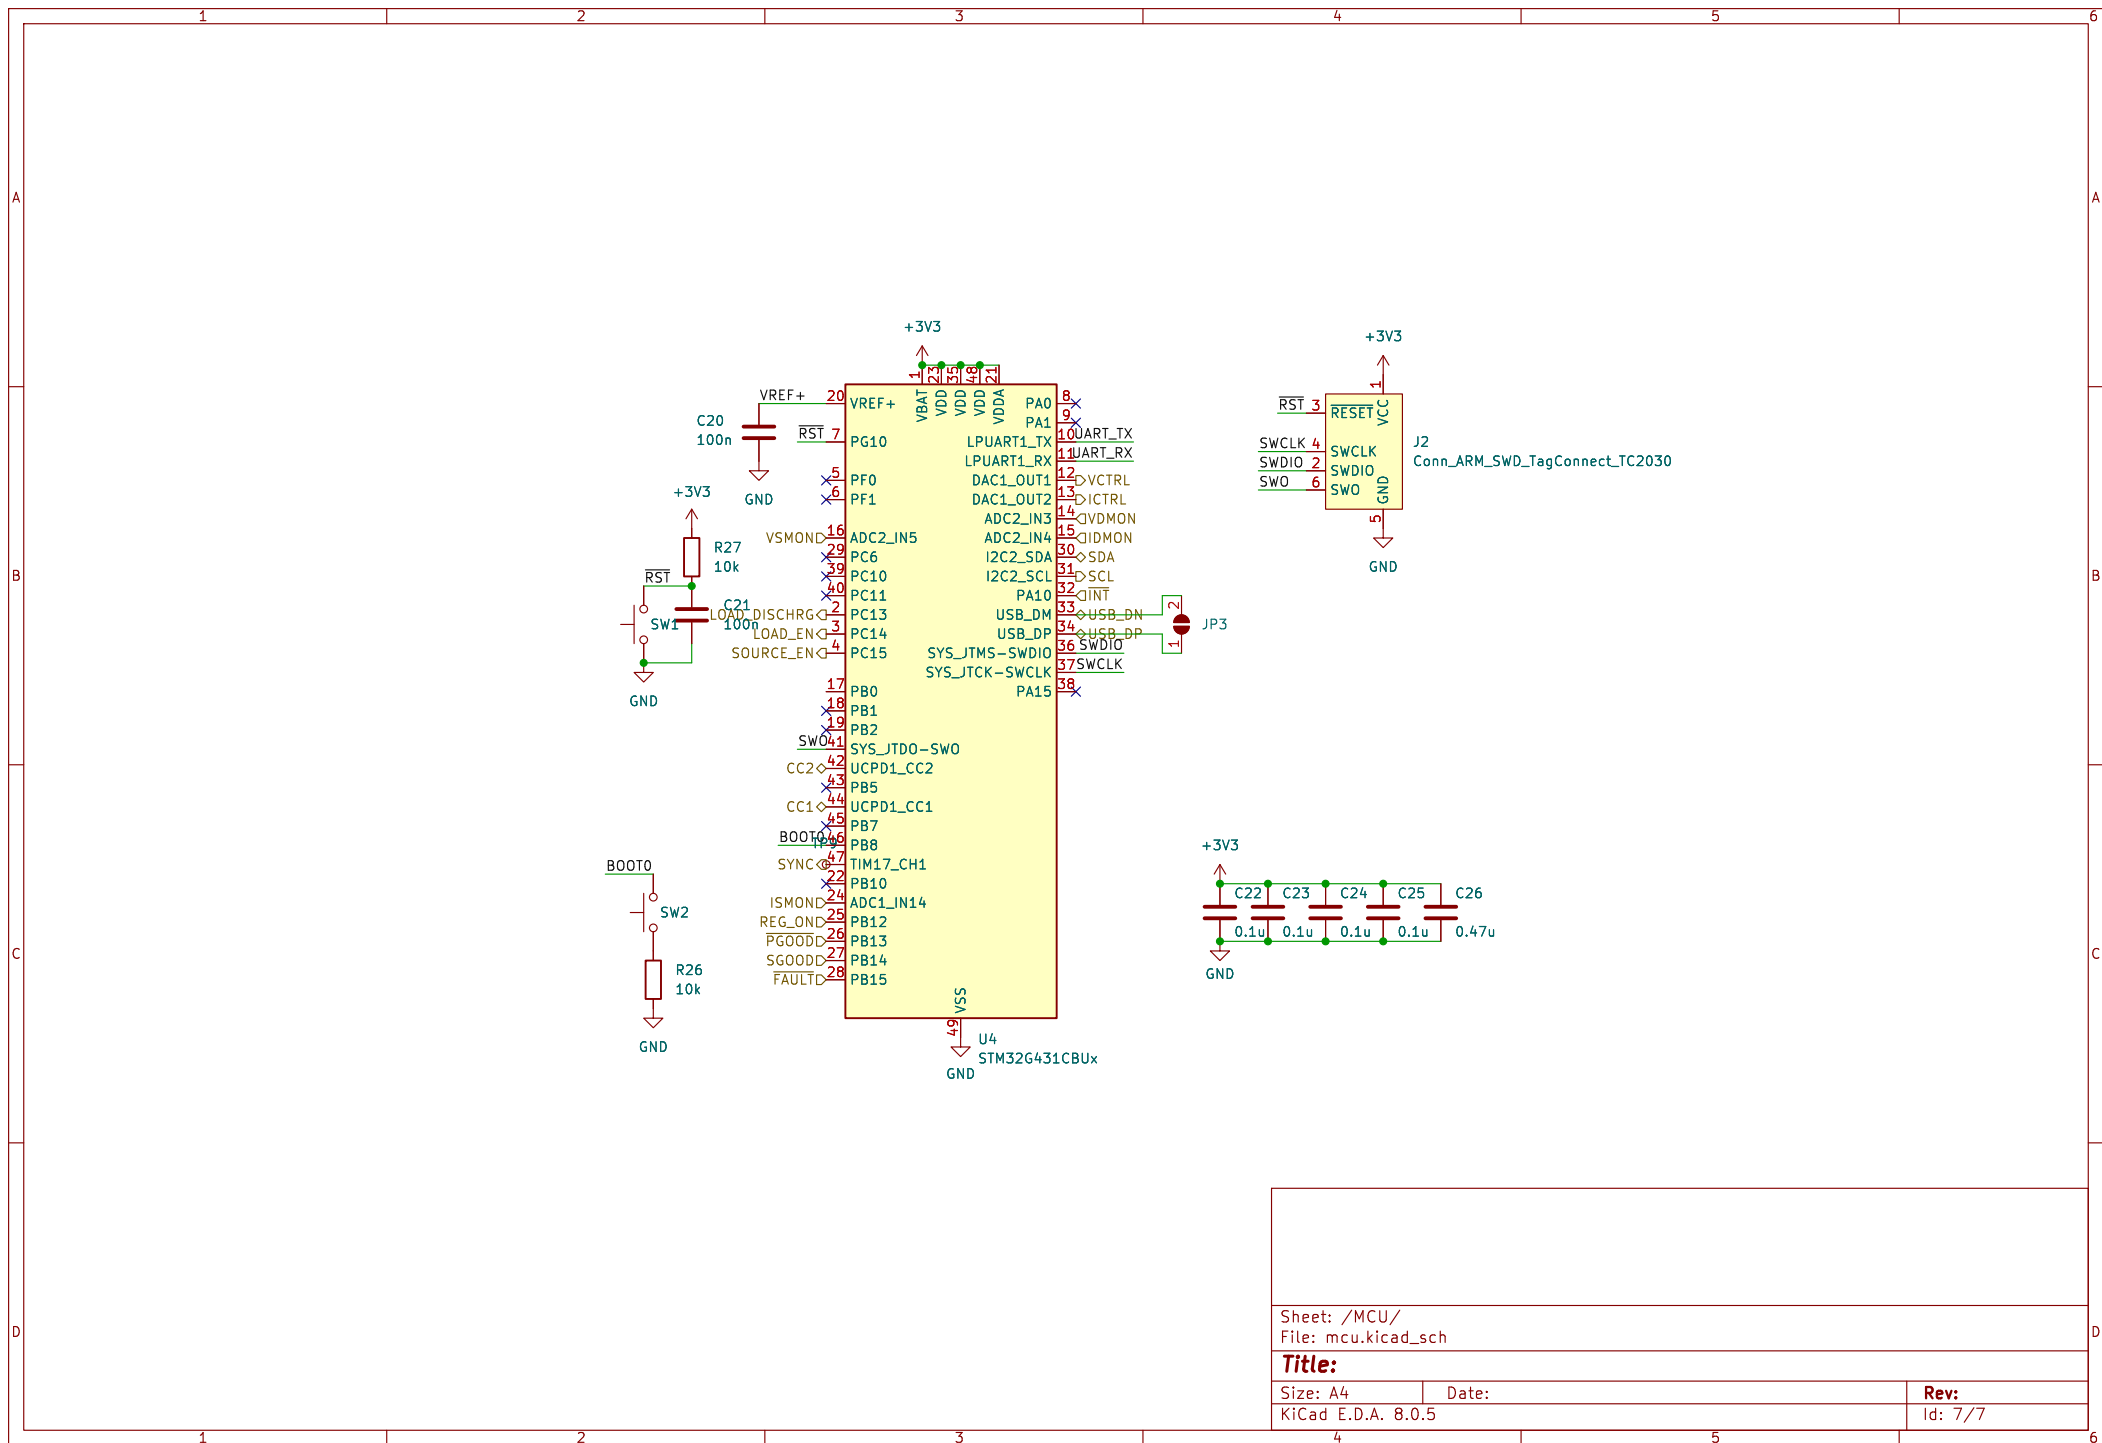 1 2 3 4 5 6
A A
B B
C C
D D
1 2 3 4 5 6
+3V3
1 VBAT
23 VDD
35 VDD
48 VDD
21 VDDA
VREF+ 20 VREF+
C20
100n
GND
RST 7 PG10
5 PF0
6 PF1
VSMON 16 ADC2_IN5
29 PC6
39 PC10
40 PC11
LOAD_DISCHRG 2 PC13
LOAD_EN 3 PC14
SOURCE_EN 4 PC15
17 PB0
18 PB1
19 PB2
SWO 41 SYS_JTDO-SWO
CC2 42 UCPD1_CC2
43 PB5
CC1 44 UCPD1_CC1
45 PB7
BOOT0 46 PB8
TP9
SYNC 47 TIM17_CH1
22 PB10
ISMON 24 ADC1_IN14
REG_ON 25 PB12
PGOOD 26 PB13
SGOOD 27 PB14
FAULT 28 PB15
PA0 8
PA1 9
LPUART1_TX 10 UART_TX
LPUART1_RX 11 UART_RX
DAC1_OUT1 12 VCTRL
DAC1_OUT2 13 ICTRL
ADC2_IN3 14 VDMON
ADC2_IN4 15 IDMON
I2C2_SDA 30 SDA
I2C2_SCL 31 SCL
PA10 32 INT
USB_DM 33 USB_DN
USB_DP 34 USB_DP
SYS_JTMS-SWDIO 36 SWDIO
SYS_JTCK-SWCLK 37 SWCLK
PA15 38
VSS 49
GND
U4
STM32G431CBUx
2
JP3
1
+3V3
R27
10k
RST
SW1
C21
100n
GND
BOOT0
SW2
R26
10k
GND
+3V3
1 VCC
RST 3 RESET
SWCLK 4 SWCLK
SWDIO 2 SWDIO
SWO 6 SWO
GND 5
GND
J2
Conn_ARM_SWD_TagConnect_TC2030
+3V3
C22 C23 C24 C25 C26
0.1u 0.1u 0.1u 0.1u 0.47u
GND
Sheet: /MCU/
File: mcu.kicad_sch
Title:
Size: A4 Date: Rev:
KiCad E.D.A. 8.0.5 Id: 7/7